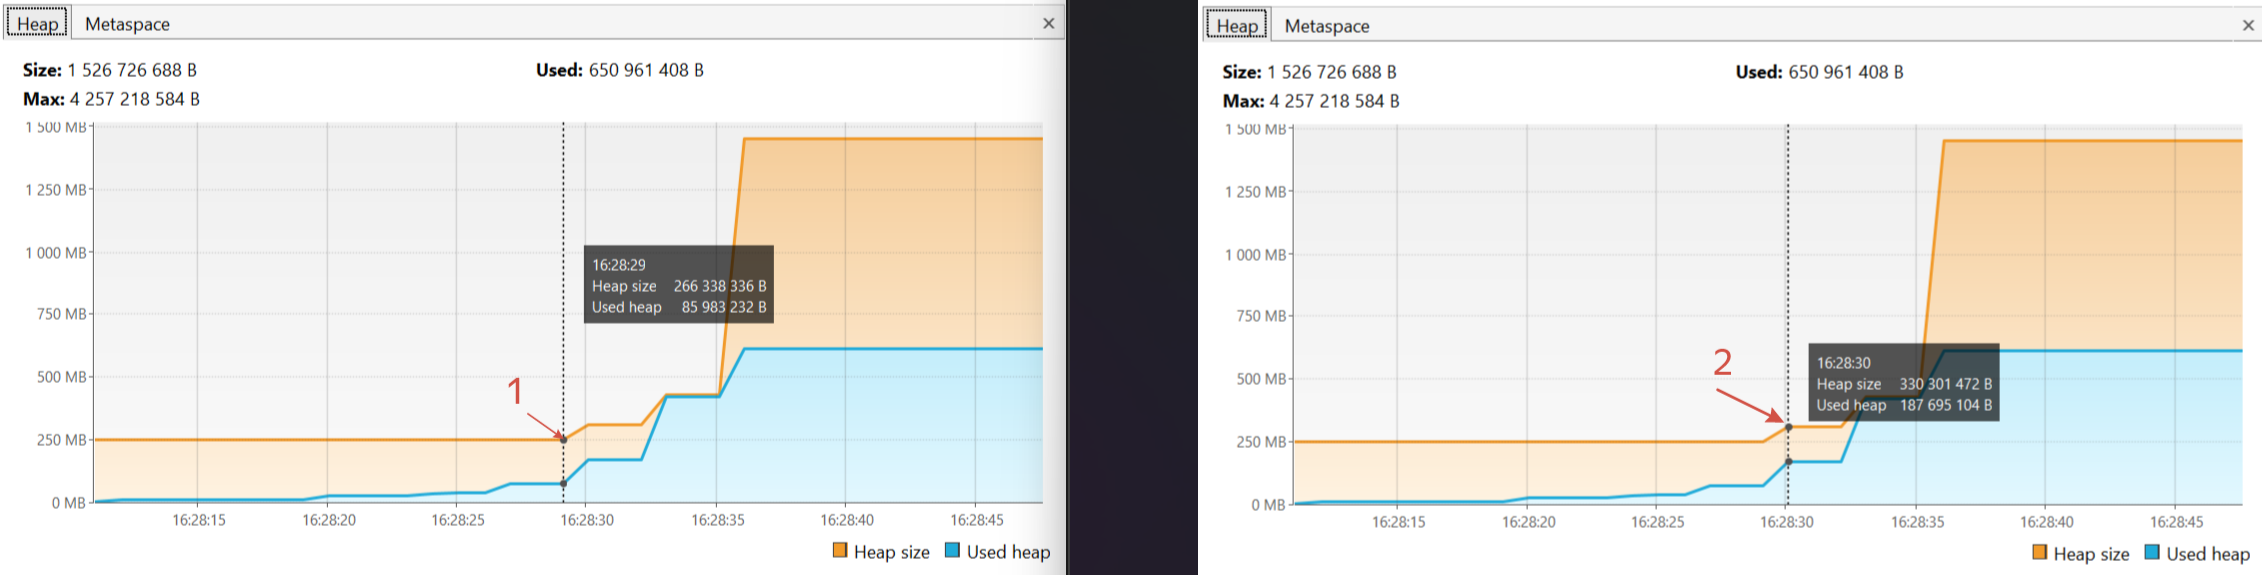 Heap Metaspace ×
Size: 1 526 726 688 B Used: 650 961 408 B
Max: 4 257 218 584 B
1 500 MB
1 250 MB
1 000 MB
750 MB
500 MB
250 MB
0 MB
16:28:29
Heap size 266 338 336 B
Used heap 85 983 232 B
1
16:28:15 16:28:20 16:28:25 16:28:30 16:28:35 16:28:40 16:28:45
Heap size Used heap
Heap Metaspace ×
Size: 1 526 726 688 B Used: 650 961 408 B
Max: 4 257 218 584 B
1 500 MB
1 250 MB
1 000 MB
750 MB
500 MB
250 MB
0 MB
2
16:28:30
Heap size 330 301 472 B
Used heap 187 695 104 B
16:28:15 16:28:20 16:28:25 16:28:30 16:28:35 16:28:40 16:28:45
Heap size Used heap